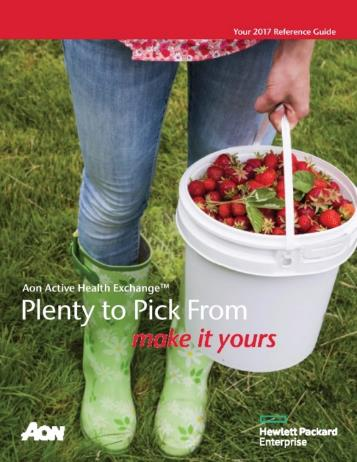 Your 2017 Reference Guide
Aon Active Health Exchange™
Plenty to Pick From
make it yours
AON
Hewlett Packard
Enterprise